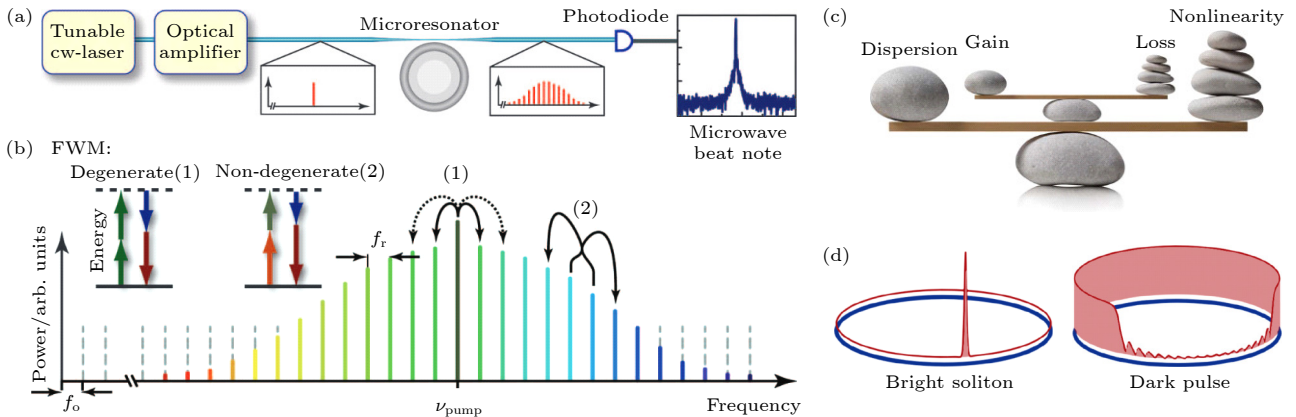 (a)
Tunable
cw-laser
Optical
amplifier
Microresonator
Photodiode
Microwave
beat note
(b) FWM:
Degenerate(1)
Non-degenerate(2)
Energy
(1)
(2)
f_r
Power/arb. units
f_o
ν_pump
Frequency
(c)
Dispersion
Gain
Loss
Nonlinearity
(d)
Bright soliton
Dark pulse